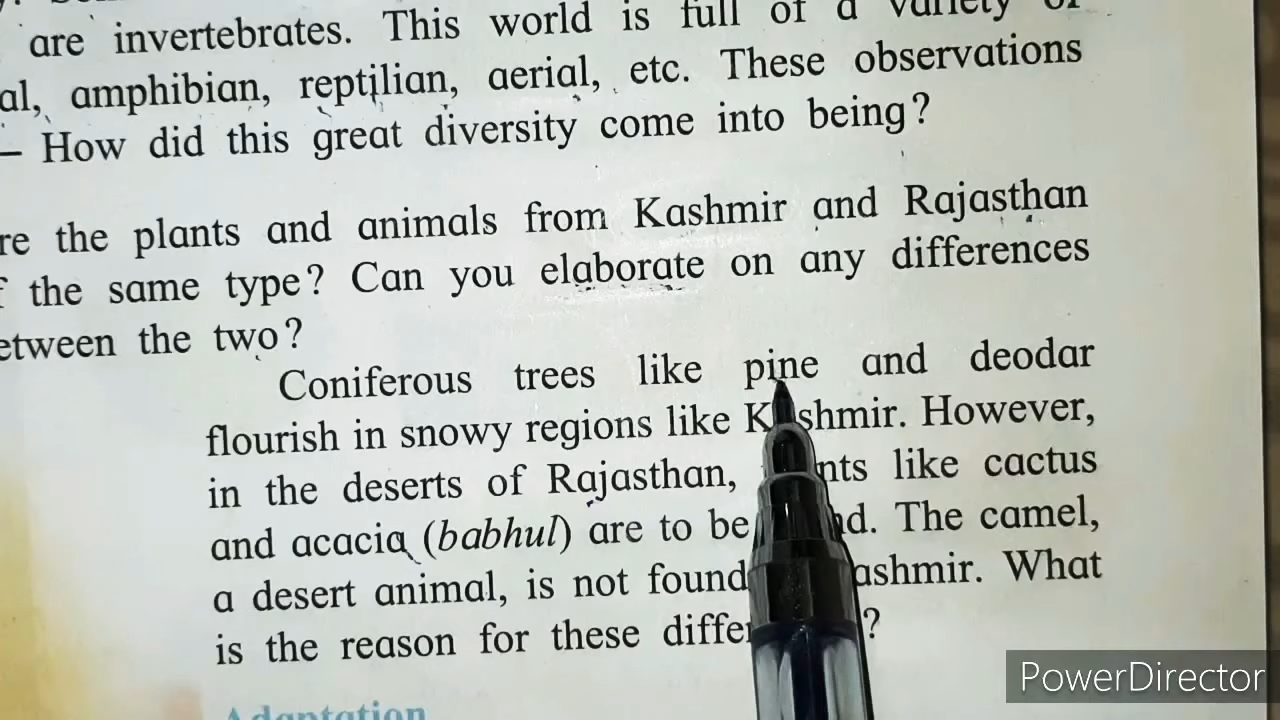 are invertebrates. This world is full of a variety of
al, amphibian, reptilian, aerial, etc. These observations
– How did this great diversity come into being?
re the plants and animals from Kashmir and Rajasthan
f the same type? Can you elaborate on any differences
etween the two?
Coniferous trees like pine and deodar
flourish in snowy regions like Kashmir. However,
in the deserts of Rajasthan, nts like cactus
and acacia (babhul) are to be nd. The camel,
a desert animal, is not found ashmir. What
is the reason for these differ ?
Adaptation
PowerDirector